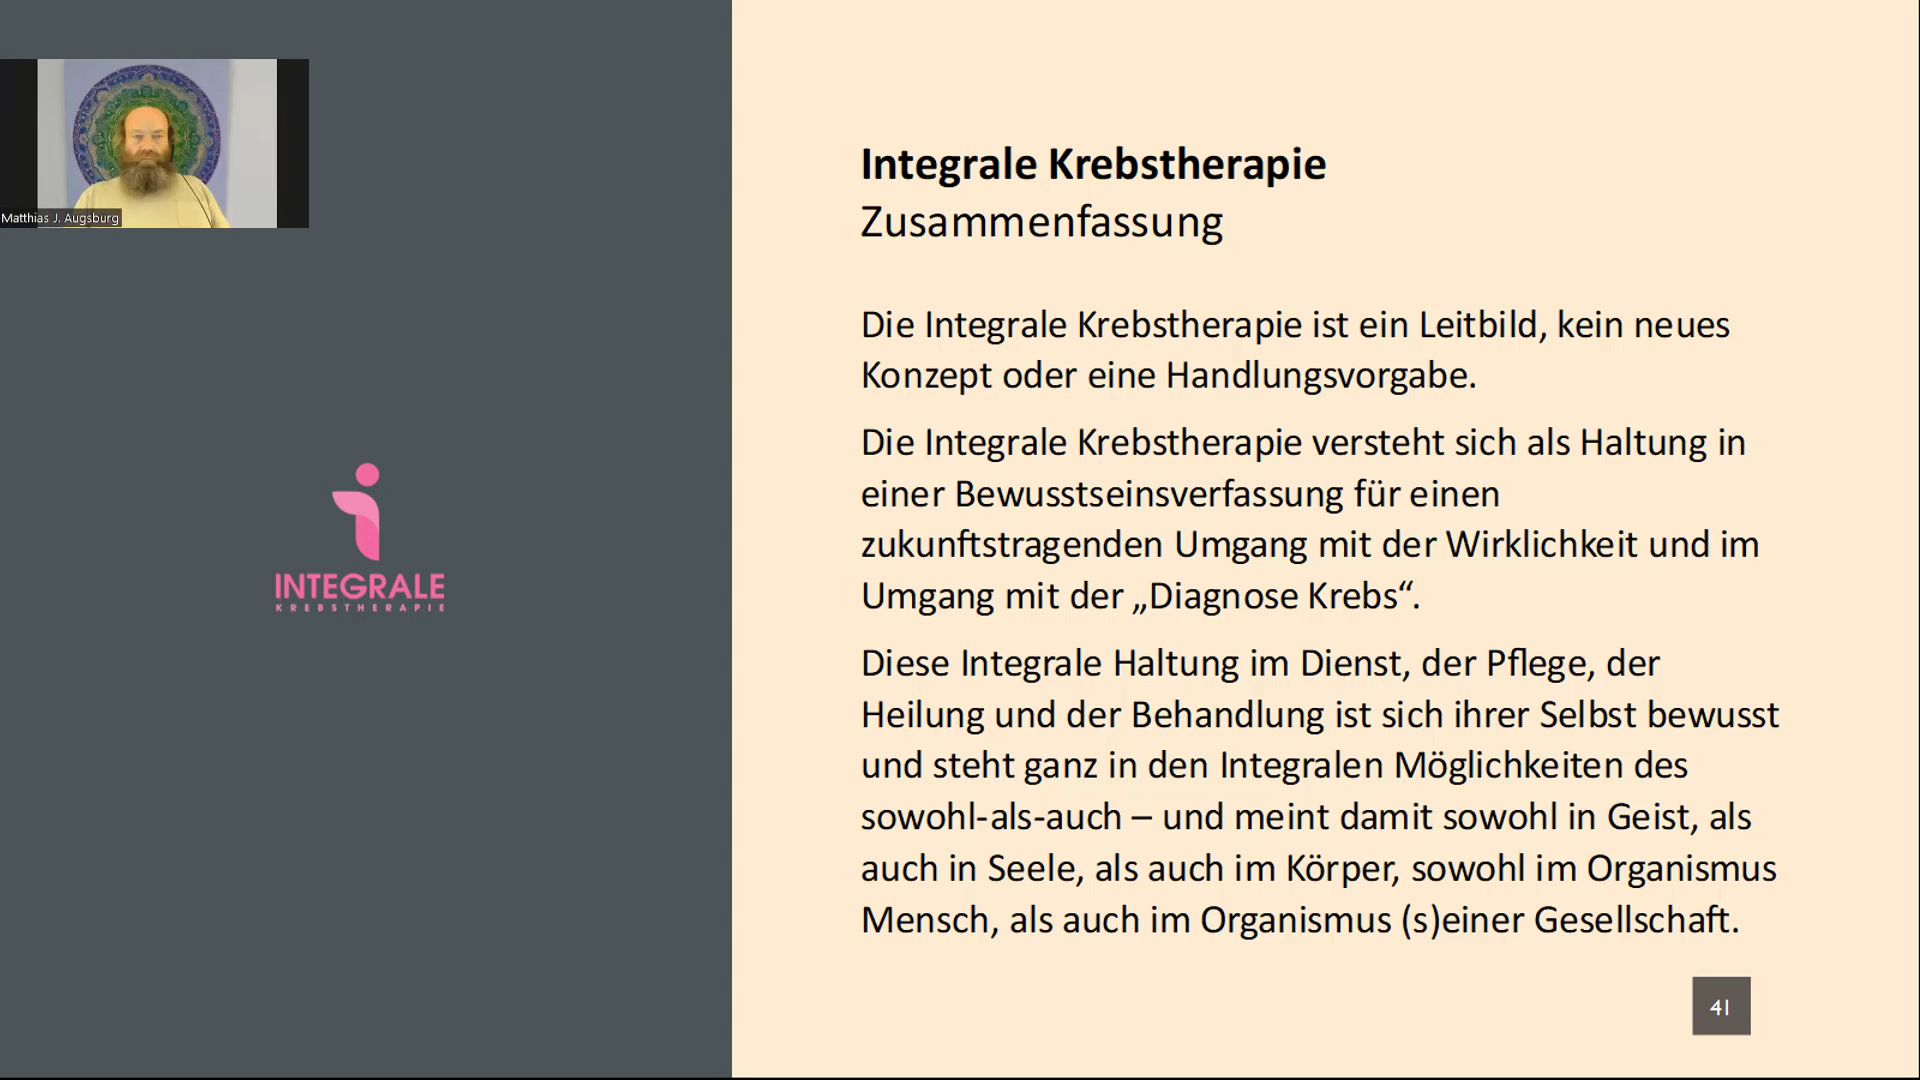 Matthias J. Augsburg
INTEGRALE
KREBSTHERAPIE
Integrale Krebstherapie
Zusammenfassung
Die Integrale Krebstherapie ist ein Leitbild, kein neues
Konzept oder eine Handlungsvorgabe.
Die Integrale Krebstherapie versteht sich als Haltung in
einer Bewusstseinsverfassung für einen
zukunftstragenden Umgang mit der Wirklichkeit und im
Umgang mit der „Diagnose Krebs“.
Diese Integrale Haltung im Dienst, der Pflege, der
Heilung und der Behandlung ist sich ihrer Selbst bewusst
und steht ganz in den Integralen Möglichkeiten des
sowohl-als-auch – und meint damit sowohl in Geist, als
auch in Seele, als auch im Körper, sowohl im Organismus
Mensch, als auch im Organismus (s)einer Gesellschaft.
41